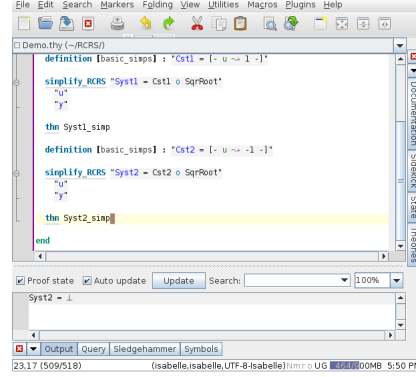 File Edit Search Markers Folding View Utilities Macros Plugins Help
Demo.thy (~/RCRS/)
definition [basic_simps] : "Cst1 = [- u ⤳ 1 -]"
simplify_RCRS "Syst1 = Cst1 o SqrRoot"
"u"
"y"
thm Syst1_simp
definition [basic_simps] : "Cst2 = [- u ⤳ -1 -]"
simplify_RCRS "Syst2 = Cst2 o SqrRoot"
"u"
"y"
thm Syst2_simp
end
Documentation
Sidekick
State
Theories
Proof state Auto update Update Search: 100%
Syst2 = ⊥
Output Query Sledgehammer Symbols
23,17 (509/518) (isabelle,isabelle,UTF-8-Isabelle) N m r o UG 5:50 P